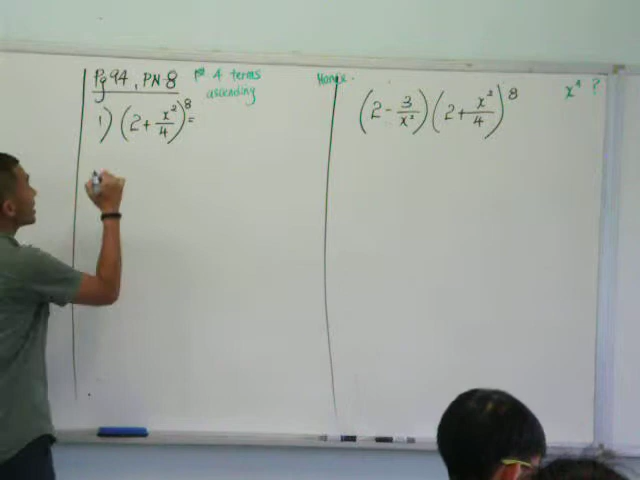 Pg 94, PN-8
1st 4 terms
ascending
1) (2 + x²/4)⁸ =
Hence.
(2 - 3/x²)(2 + x²/4)⁸
x⁴ ?